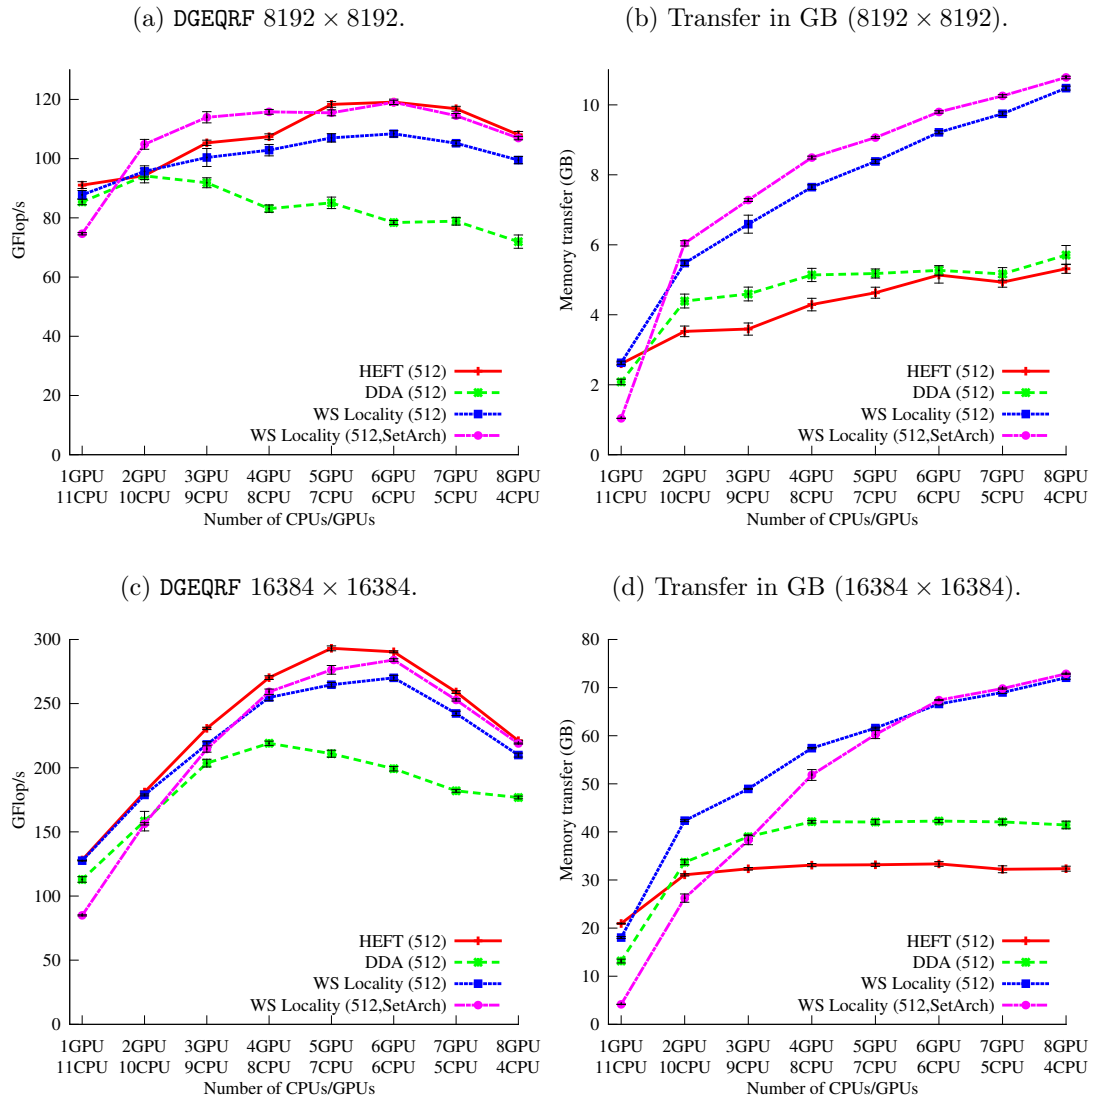 (a) DGEQRF 8192 × 8192.
120
100
80
60
40
20
0
GFlop/s
HEFT (512)
DDA (512)
WS Locality (512)
WS Locality (512,SetArch)
1GPU 2GPU 3GPU 4GPU 5GPU 6GPU 7GPU 8GPU
11CPU 10CPU 9CPU 8CPU 7CPU 6CPU 5CPU 4CPU
Number of CPUs/GPUs
(b) Transfer in GB (8192 × 8192).
10
8
6
4
2
0
Memory transfer (GB)
HEFT (512)
DDA (512)
WS Locality (512)
WS Locality (512,SetArch)
1GPU 2GPU 3GPU 4GPU 5GPU 6GPU 7GPU 8GPU
11CPU 10CPU 9CPU 8CPU 7CPU 6CPU 5CPU 4CPU
Number of CPUs/GPUs
(c) DGEQRF 16384 × 16384.
300
250
200
150
100
50
0
GFlop/s
HEFT (512)
DDA (512)
WS Locality (512)
WS Locality (512,SetArch)
1GPU 2GPU 3GPU 4GPU 5GPU 6GPU 7GPU 8GPU
11CPU 10CPU 9CPU 8CPU 7CPU 6CPU 5CPU 4CPU
Number of CPUs/GPUs
(d) Transfer in GB (16384 × 16384).
80
70
60
50
40
30
20
10
0
Memory transfer (GB)
HEFT (512)
DDA (512)
WS Locality (512)
WS Locality (512,SetArch)
1GPU 2GPU 3GPU 4GPU 5GPU 6GPU 7GPU 8GPU
11CPU 10CPU 9CPU 8CPU 7CPU 6CPU 5CPU 4CPU
Number of CPUs/GPUs